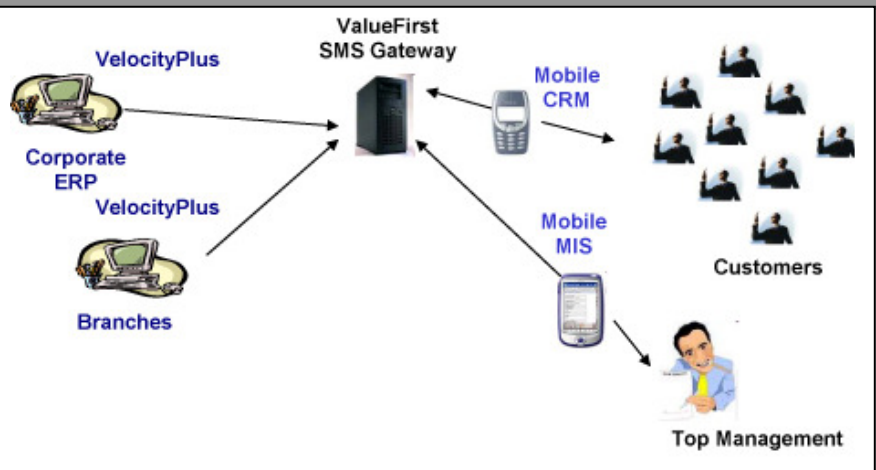 ValueFirst
SMS Gateway
VelocityPlus
Mobile
CRM
Corporate
ERP
VelocityPlus
Mobile
MIS
Customers
Branches
Top Management